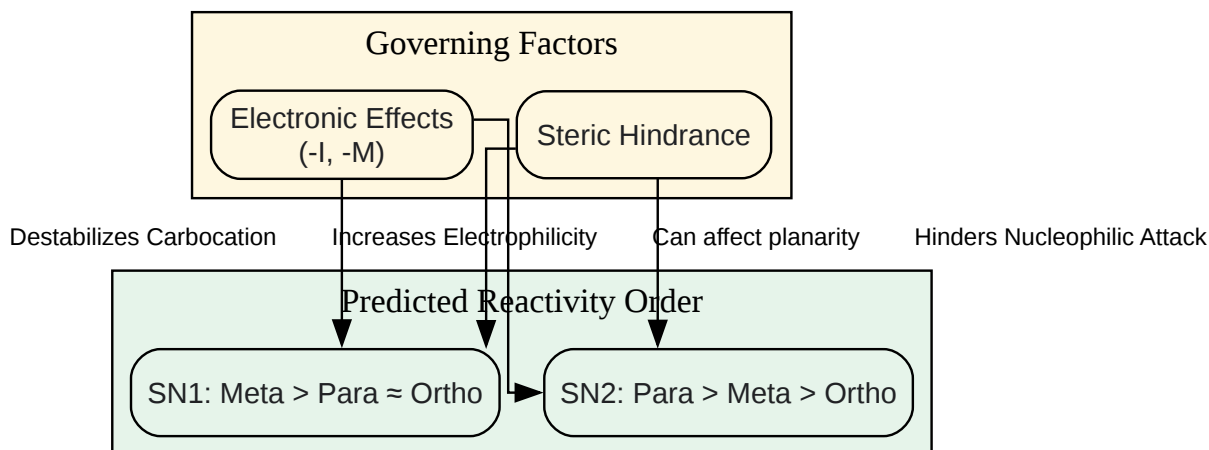 Governing Factors
Electronic Effects
(-I, -M)
Steric Hindrance
Destabilizes Carbocation
Increases Electrophilicity
Can affect planarity
Hinders Nucleophilic Attack
Predicted Reactivity Order
SN1: Meta > Para ≈ Ortho
SN2: Para > Meta > Ortho